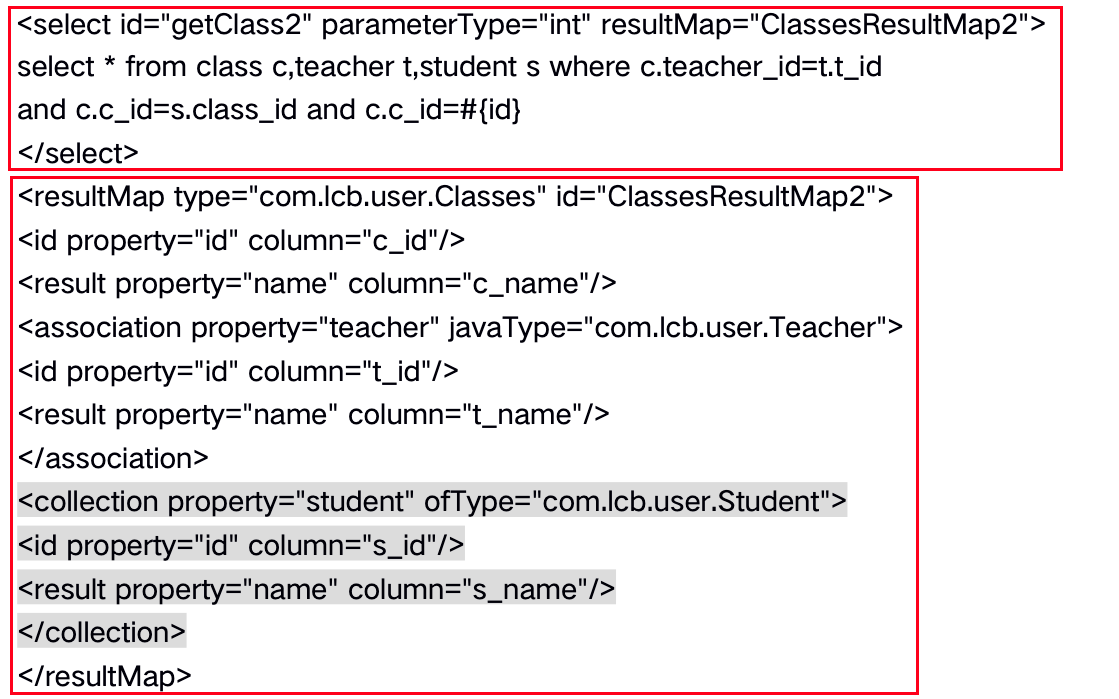 <select id="getClass2" parameterType="int" resultMap="ClassesResultMap2">
select * from class c,teacher t,student s where c.teacher_id=t.t_id
and c.c_id=s.class_id and c.c_id=#{id}
</select>
<resultMap type="com.lcb.user.Classes" id="ClassesResultMap2">
<id property="id" column="c_id"/>
<result property="name" column="c_name"/>
<association property="teacher" javaType="com.lcb.user.Teacher">
<id property="id" column="t_id"/>
<result property="name" column="t_name"/>
</association>
<collection property="student" ofType="com.lcb.user.Student">
<id property="id" column="s_id"/>
<result property="name" column="s_name"/>
</collection>
</resultMap>